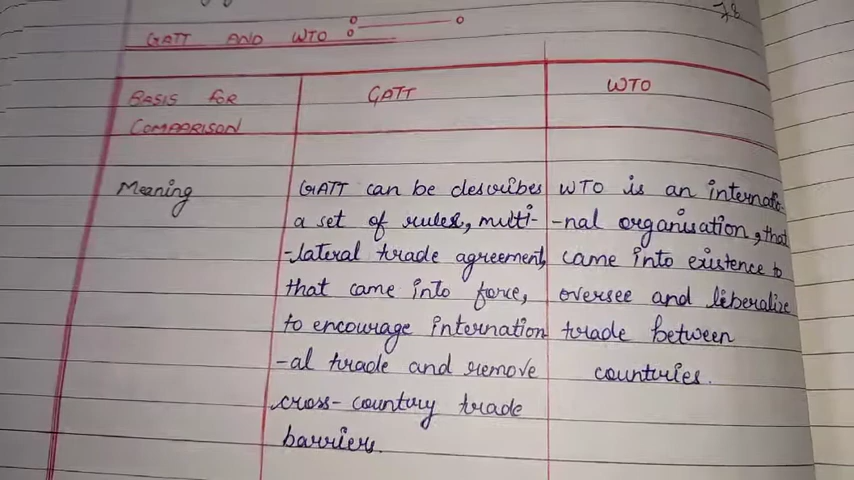 78
GATT AND WTO
BASIS FOR
COMPARISON
GATT
WTO
Meaning
GATT can be describes
a set of rules, multi-
-lateral trade agreement,
that came into force,
to encourage internation
-al trade and remove
cross-country trade
barriers.
WTO is an internatio-
-nal organisation, that
came into existence to
oversee and liberalize
trade between
countries.